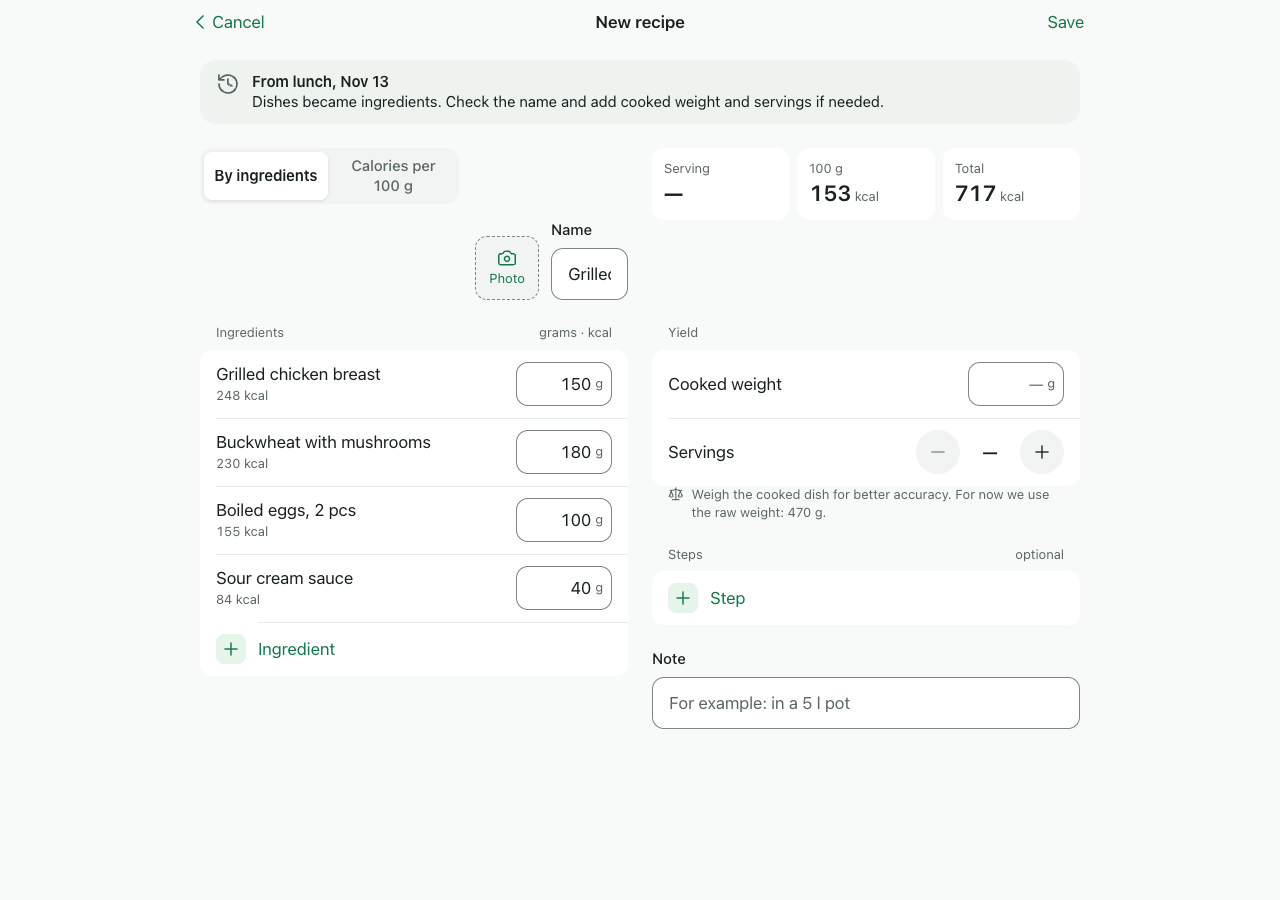 Cancel
New recipe
Save
From lunch, Nov 13
Dishes became ingredients. Check the name and add cooked weight and servings if needed.
By ingredients
Calories per
100 g
Serving
—
100 g
153 kcal
Total
717 kcal
Photo
Name
Grilled
Ingredients
grams · kcal
Grilled chicken breast
248 kcal
150 g
Buckwheat with mushrooms
230 kcal
180 g
Boiled eggs, 2 pcs
155 kcal
100 g
Sour cream sauce
84 kcal
40 g
Ingredient
Yield
Cooked weight
— g
Servings
—
Weigh the cooked dish for better accuracy. For now we use
the raw weight: 470 g.
Steps
optional
Step
Note
For example: in a 5 l pot